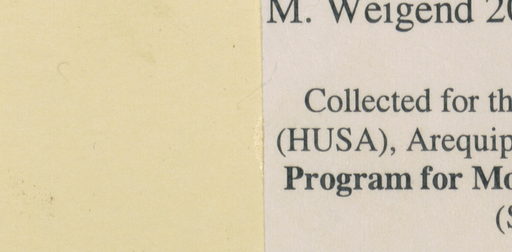 M. Weigend 20
Collected for th
(HUSA), Arequip
Program for Mo
(S